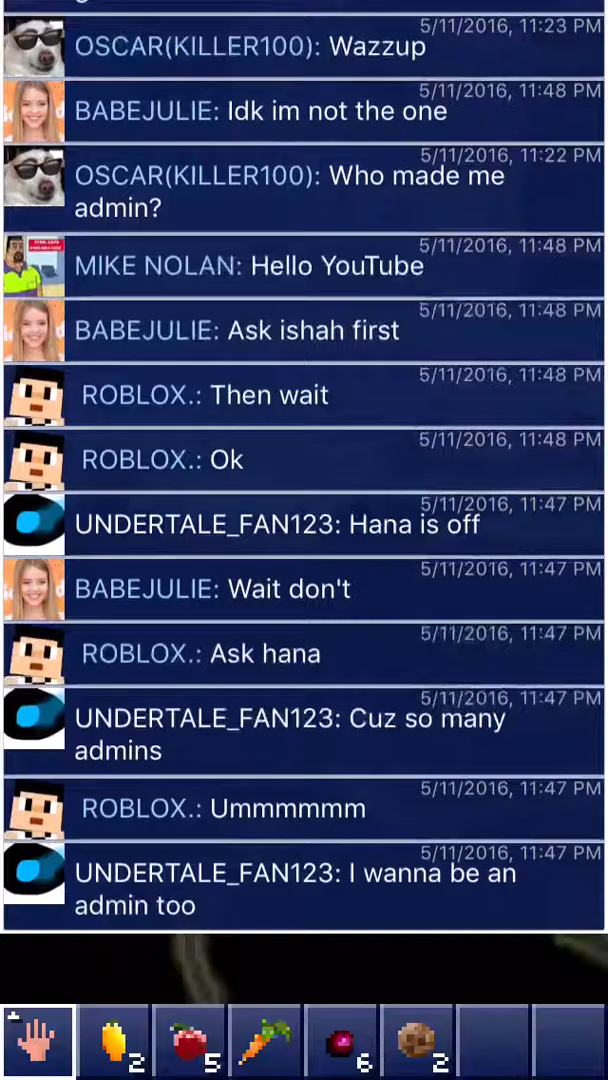 5/11/2016, 11:23 PM
OSCAR(KILLER100): Wazzup
5/11/2016, 11:48 PM
BABEJULIE: Idk im not the one
5/11/2016, 11:22 PM
OSCAR(KILLER100): Who made me
admin?
5/11/2016, 11:48 PM
MIKE NOLAN: Hello YouTube
5/11/2016, 11:48 PM
BABEJULIE: Ask ishah first
5/11/2016, 11:48 PM
ROBLOX.: Then wait
5/11/2016, 11:48 PM
ROBLOX.: Ok
5/11/2016, 11:47 PM
UNDERTALE_FAN123: Hana is off
5/11/2016, 11:47 PM
BABEJULIE: Wait don't
5/11/2016, 11:47 PM
ROBLOX.: Ask hana
5/11/2016, 11:47 PM
UNDERTALE_FAN123: Cuz so many
admins
5/11/2016, 11:47 PM
ROBLOX.: Ummmmmm
5/11/2016, 11:47 PM
UNDERTALE_FAN123: I wanna be an
admin too
2 5 6 2